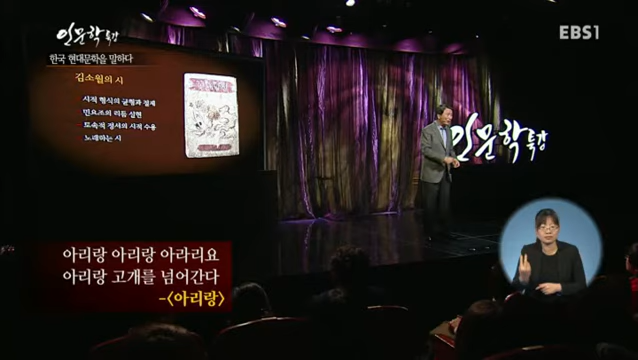 인문학특강
EBS1
한국 현대문학을 말하다
김소월의 시
시적 형식의 균형과 절제
민요조의 리듬 실현
토속적 정서의 시적 수용
노래하는 시
인문학특강
아리랑 아리랑 아라리요
아리랑 고개를 넘어간다
-<아리랑>